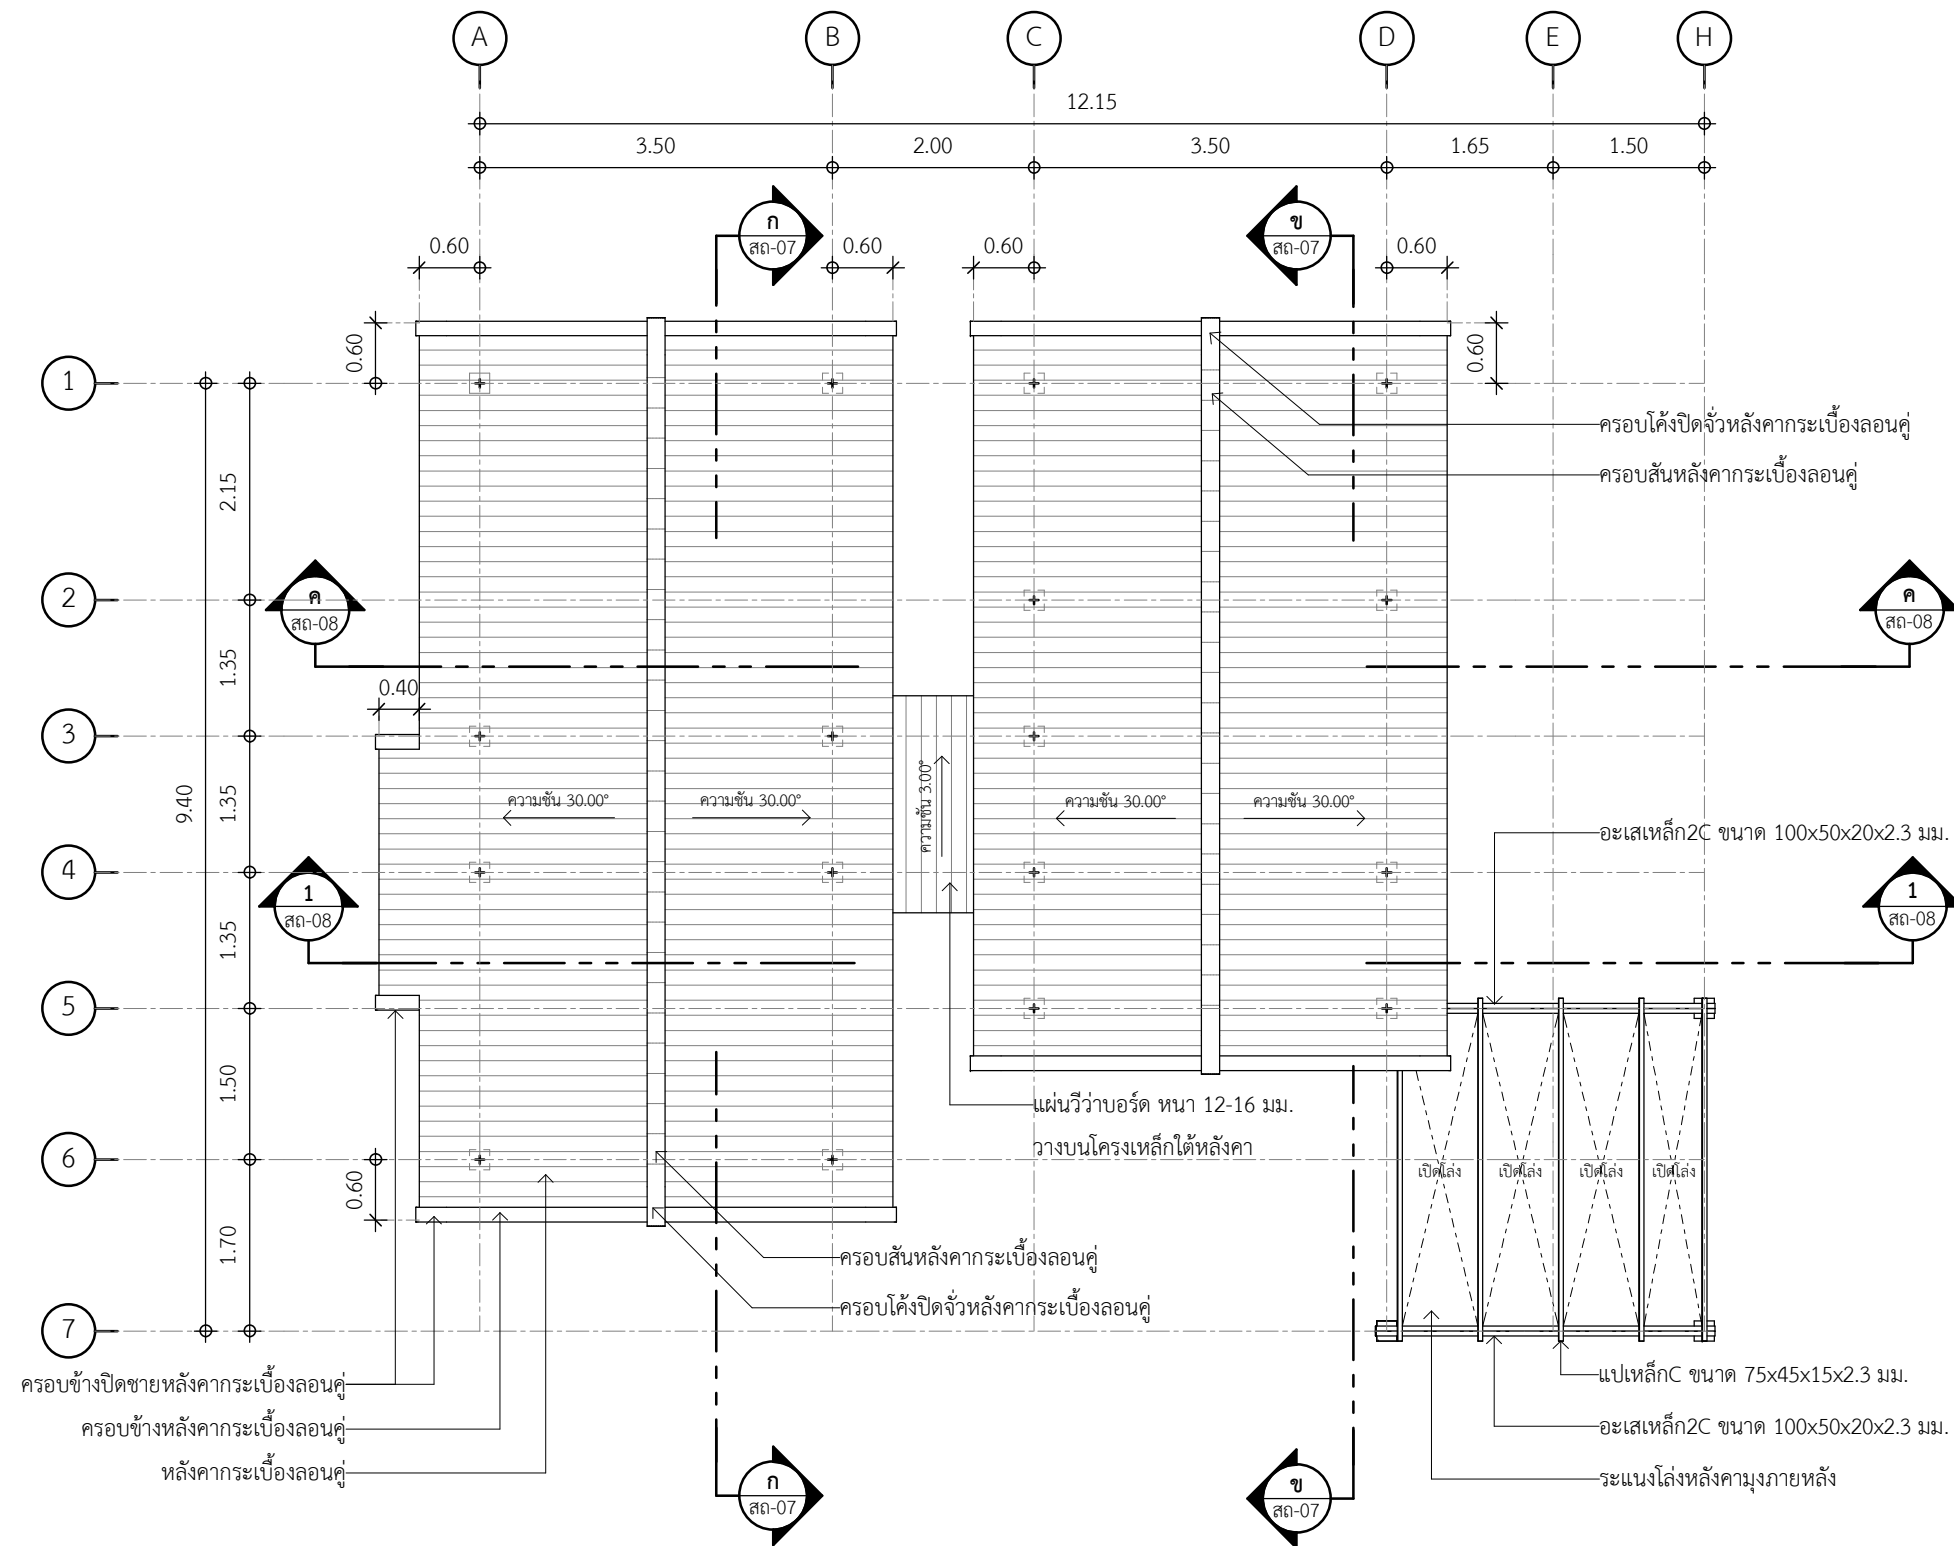 A
B
C
D
E
H
12.15
3.50
2.00
3.50
1.65
1.50
ก
สถ-07
ข
สถ-07
0.60
0.60
0.60
0.60
0.60
0.60
1
2.15
ครอบโค้งปิดจั่วหลังคากระเบื้องลอนคู่
ครอบสันหลังคากระเบื้องลอนคู่
2
ค
สถ-08
ค
สถ-08
1.35
0.40
3
9.40
1.35
ความชัน 30.00°
ความชัน 30.00°
ความชัน 3.00°
ความชัน 30.00°
ความชัน 30.00°
อะเสเหล็ก2C ขนาด 100x50x20x2.3 มม.
4
1
สถ-08
1
สถ-08
1.35
5
1.50
แผ่นวีว่าบอร์ด หนา 12-16 มม.
วางบนโครงเหล็กใต้หลังคา
6
เปิดโล่ง
เปิดโล่ง
เปิดโล่ง
เปิดโล่ง
0.60
1.70
ครอบสันหลังคากระเบื้องลอนคู่
ครอบโค้งปิดจั่วหลังคากระเบื้องลอนคู่
7
ครอบข้างปิดชายหลังคากระเบื้องลอนคู่
แปเหล็กC ขนาด 75x45x15x2.3 มม.
ครอบข้างหลังคากระเบื้องลอนคู่
อะเสเหล็ก2C ขนาด 100x50x20x2.3 มม.
หลังคากระเบื้องลอนคู่
ระแนงโล่งหลังคามุงภายหลัง
ก
สถ-07
ข
สถ-07